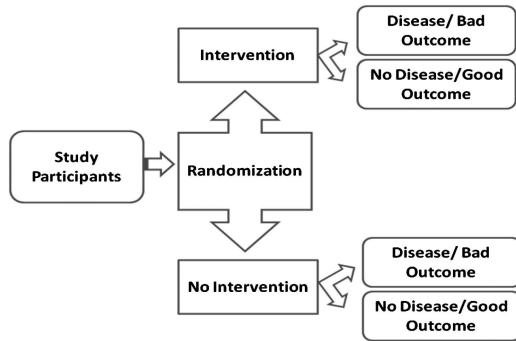 Disease/ Bad
Outcome
Intervention
No Disease/Good
Outcome
Study
Participants
Randomization
Disease/ Bad
Outcome
No Intervention
No Disease/Good
Outcome